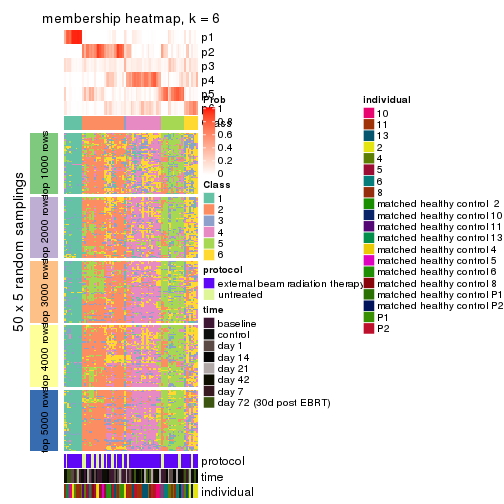 membership heatmap, k = 6
p1
p2
p3
p4
p5
Prob
0.8
0.6
0.4
0.2
0
Class
1
2
3
4
5
6
protocol
external beam radiation therapy
untreated
time
baseline
control
day 1
day 14
day 21
day 42
day 7
day 72 (30d post EBRT)
individual
10
11
13
2
4
5
6
8
matched healthy control 2
matched healthy control 10
matched healthy control 11
matched healthy control 13
matched healthy control 4
matched healthy control 5
matched healthy control 6
matched healthy control 8
matched healthy control P1
matched healthy control P2
P1
P2
50 x 5 random samplings
top 1000 rows
top 2000 rows
top 3000 rows
top 4000 rows
top 5000 rows
protocol
time
individual